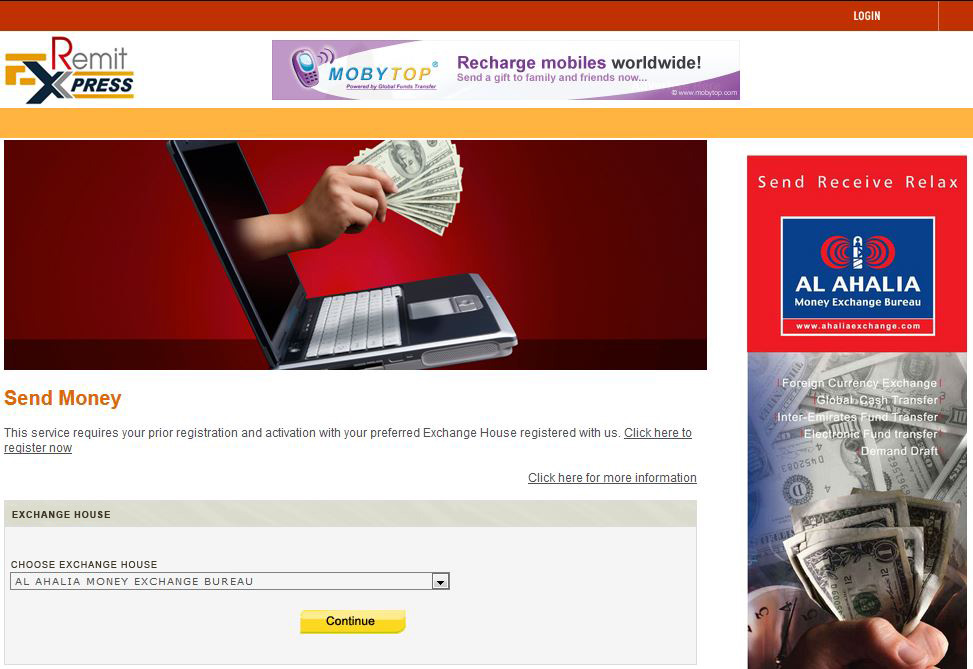 LOGIN
Remit
XPRESS
MOBYTOP®
Powered by Global Funds Transfer
Recharge mobiles worldwide!
Send a gift to family and friends now...
© www.mobytop.com
Send Money
This service requires your prior registration and activation with your preferred Exchange House registered with us. Click here to
register now
Click here for more information
EXCHANGE HOUSE
CHOOSE EXCHANGE HOUSE
AL AHALIA MONEY EXCHANGE BUREAU
Continue
Send Receive Relax
AL AHALIA
Money Exchange Bureau
www.ahaliaexchange.com
Foreign Currency Exchange
Global Cash Transfer
Inter-Emirates Fund Transfer
Electronic Fund transfer
Demand Draft